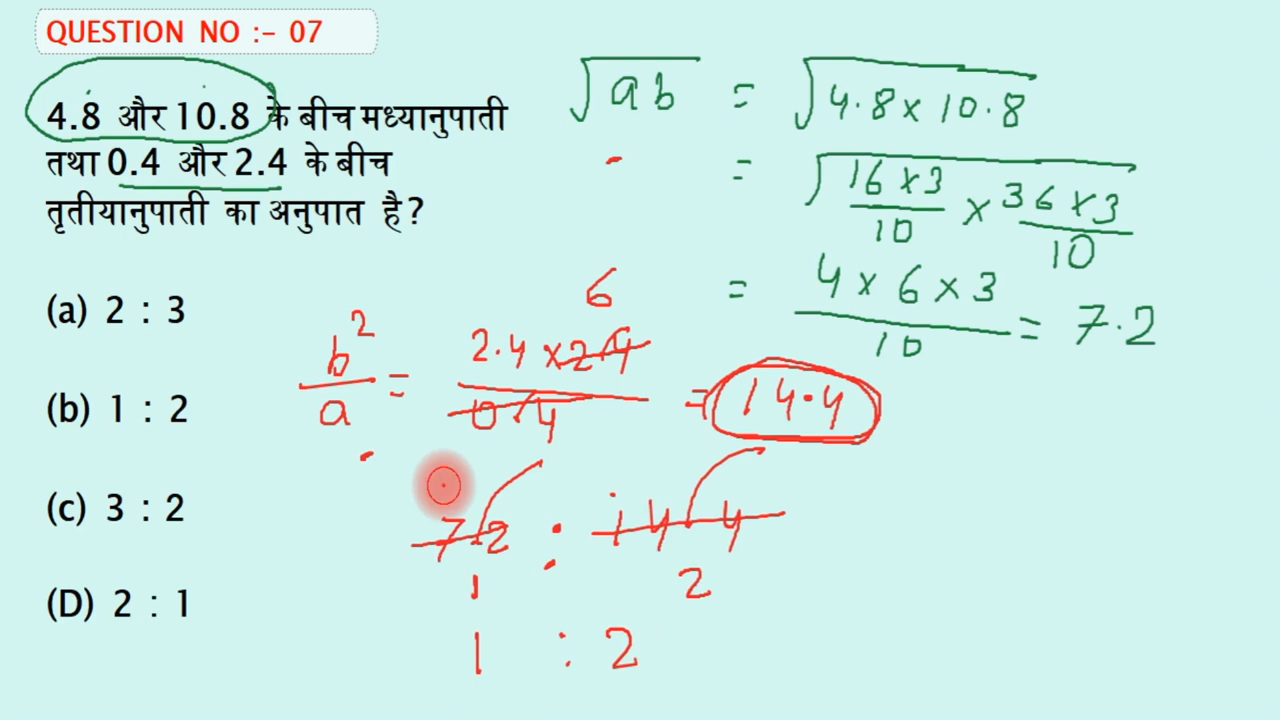 QUESTION NO :- 07
4.8 और 10.8 के बीच मध्यानुपाती
तथा 0.4 और 2.4 के बीच
तृतीयानुपाती का अनुपात है?
(a) 2 : 3
(b) 1 : 2
(c) 3 : 2
(D) 2 : 1
√ab = √4.8 × 10.8
= √16 × 3/10 × 36 × 3/10
= 4 × 6 × 3/10 = 7.2
6
b²/a = 2.4 × 2.4/0.4 = 14.4
7.2 : 14.4
1 2
1 : 2